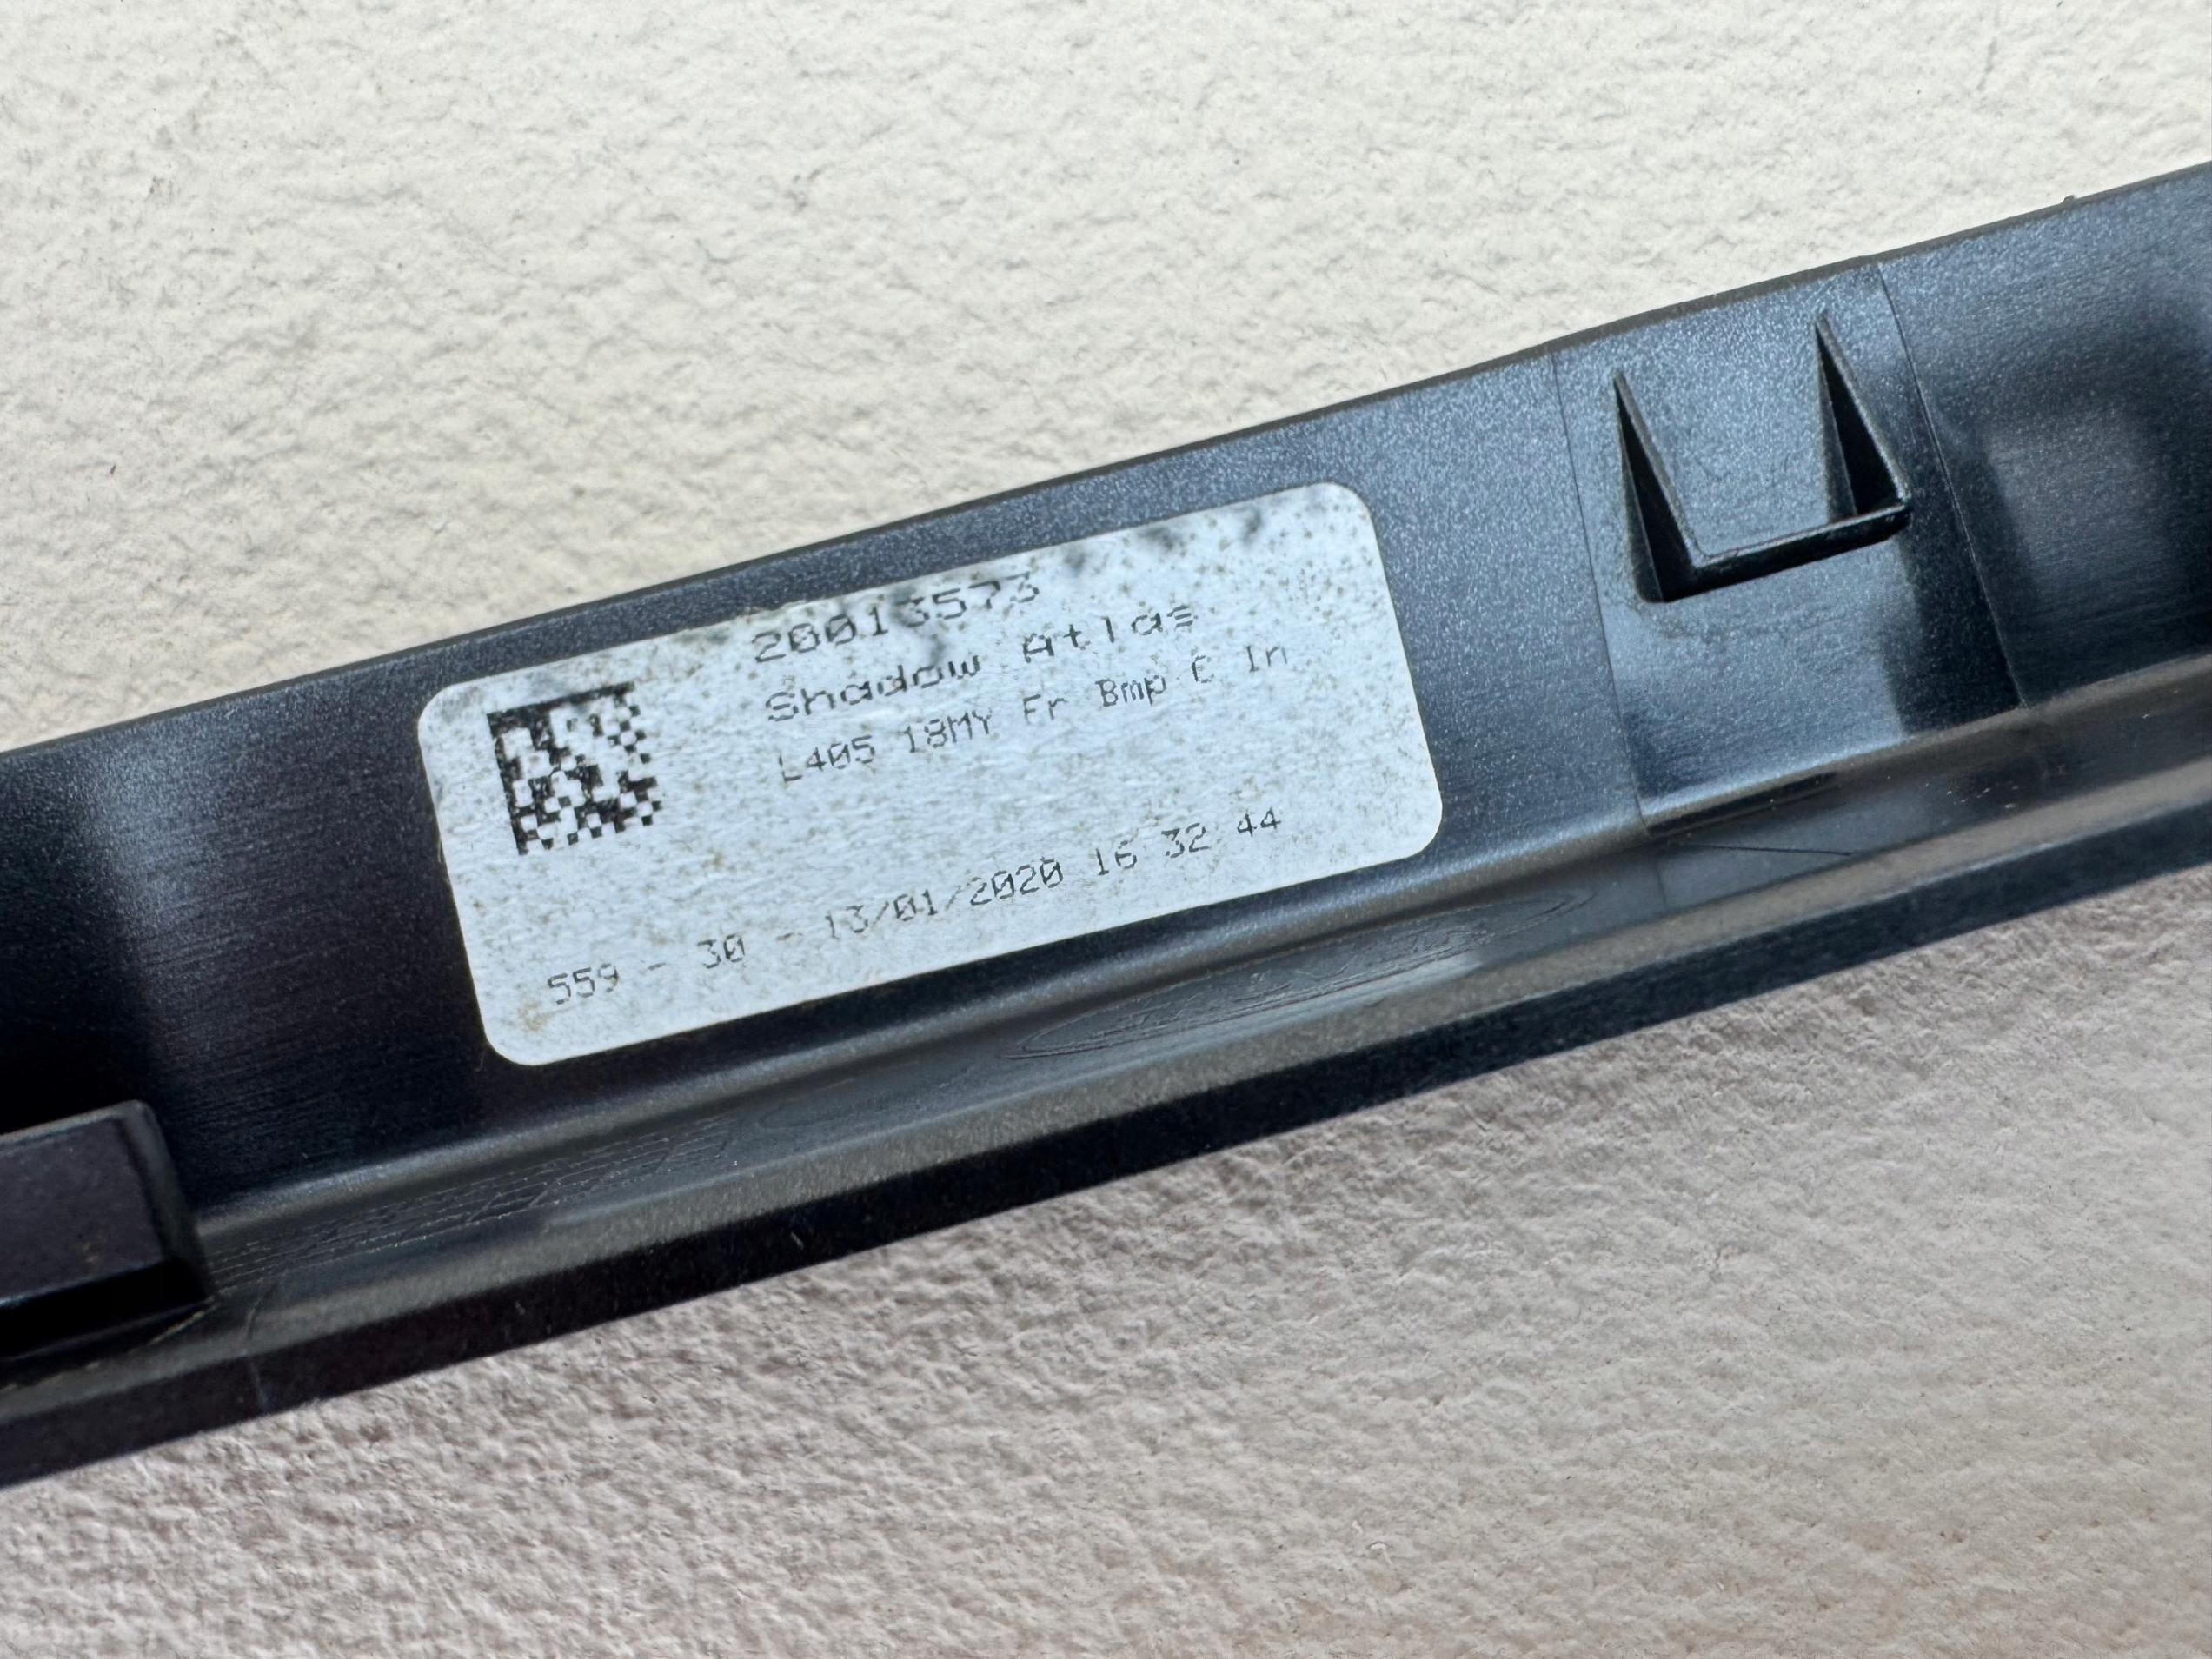 20013573
Shadow Atlas
L405 18MY Fr Bmp C In
559 - 30 - 13/01/2020 16 32 44